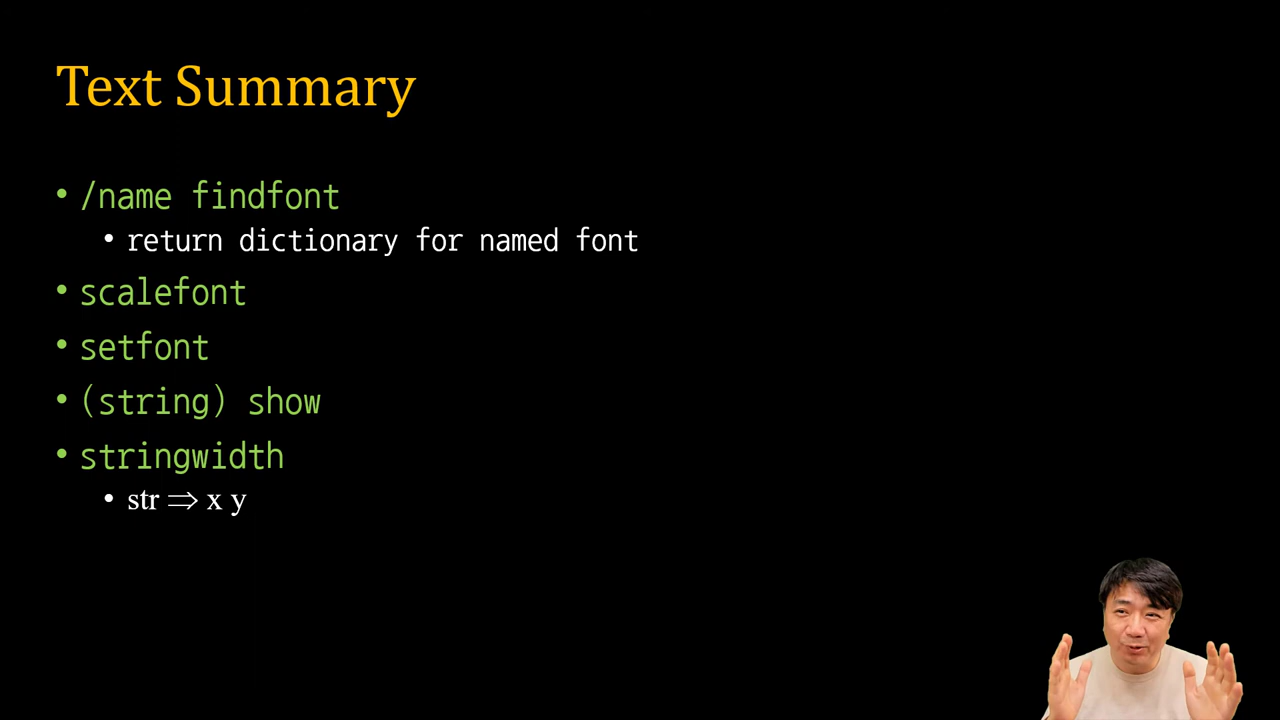 Text Summary
• /name findfont
• return dictionary for named font
• scalefont
• setfont
• (string) show
• stringwidth
• str ⇒ x y